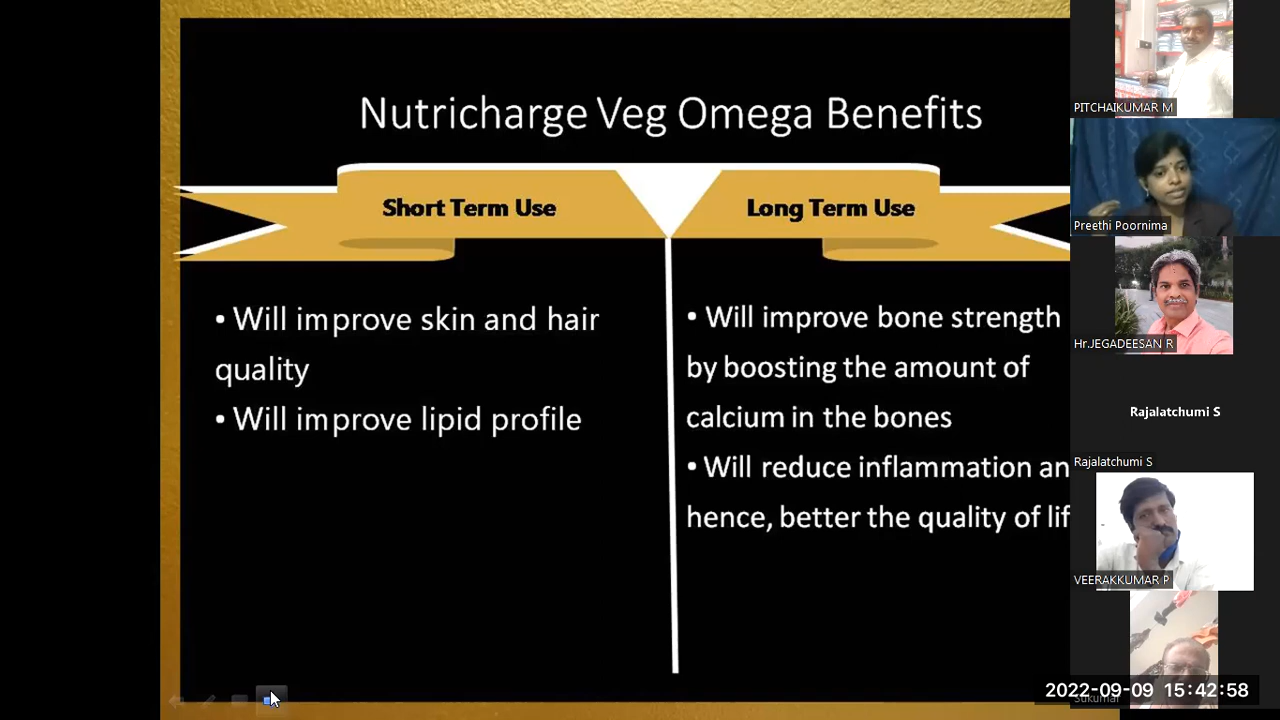 Nutricharge Veg Omega Benefits
Short Term Use
Long Term Use
• Will improve skin and hair
quality
• Will improve lipid profile
• Will improve bone strength
by boosting the amount of
calcium in the bones
• Will reduce inflammation an
hence, better the quality of lif
PITCHAIKUMAR M
Preethi Poornima
Hr.JEGADEESAN R
Rajalatchumi S
Rajalatchumi S
VEERAKKUMAR P
Sukumar
2022-09-09 15:42:58